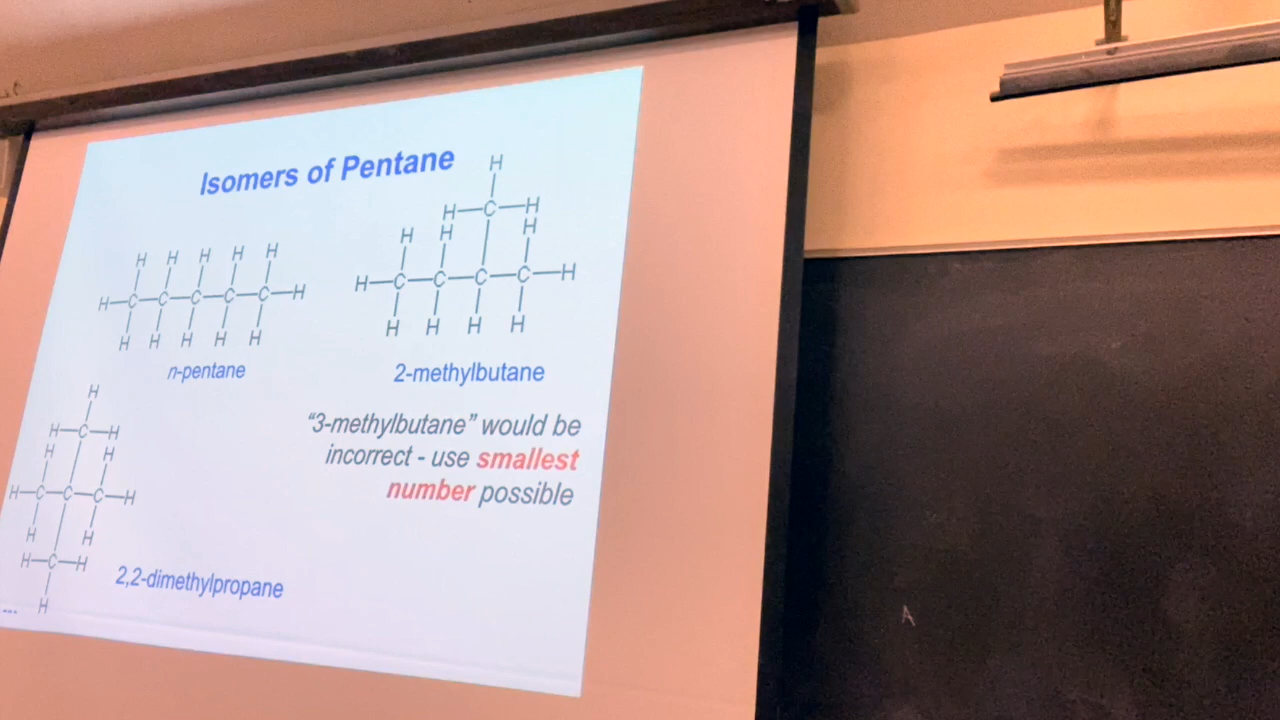 Isomers of Pentane
H
H—C—H
H H H H H
H H H
H—C—C—C—C—C—H
H—C—C—C—C—H
H H H H H
H H H H
n-pentane
2-methylbutane
H
H—C—H
H H
H—C—C—C—H
H H
H—C—H
H
"3-methylbutane" would be
incorrect - use smallest
number possible
2,2-dimethylpropane
A